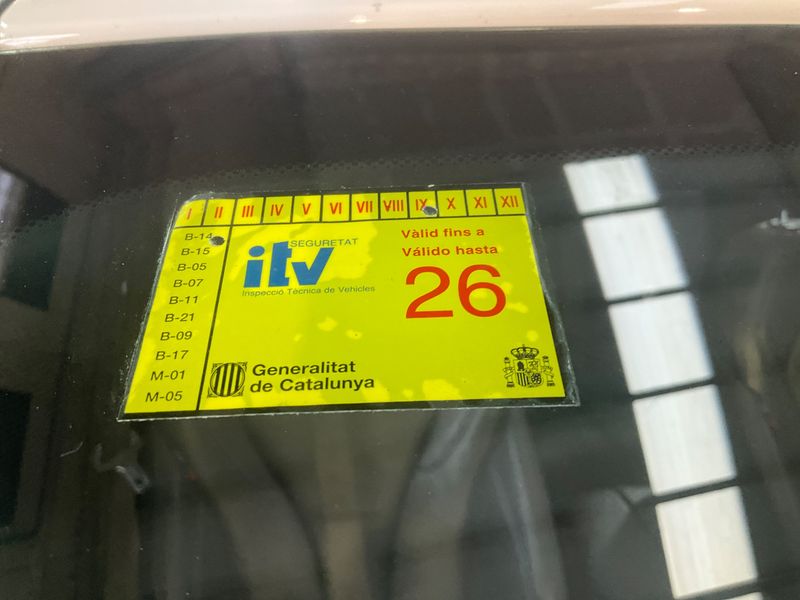 I II III IV V VI VII VIII IX X XI XII
B-14
B-15
B-05
B-07
B-11
B-21
B-09
B-17
M-01
M-05
SEGURETAT
itv
Inspecció Tècnica de Vehicles
Vàlid fins a
Válido hasta
26
Generalitat
de Catalunya